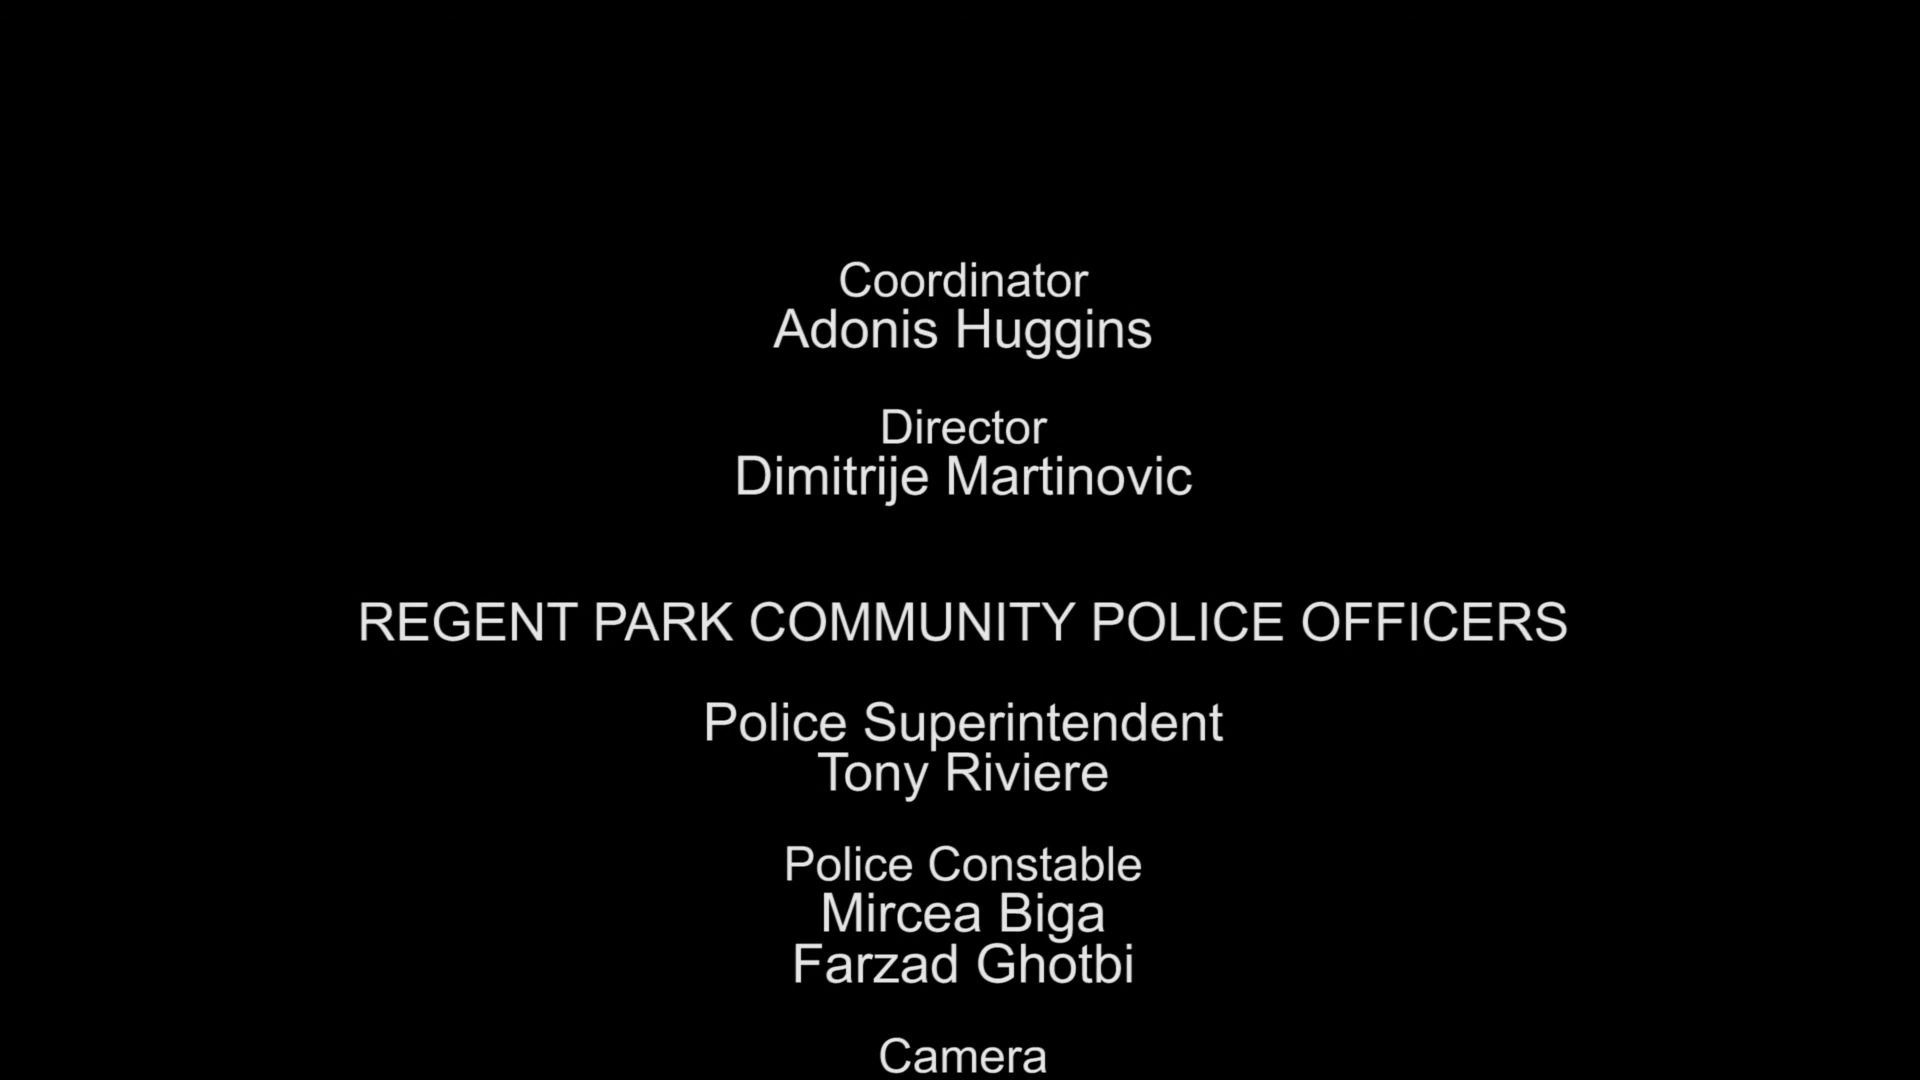 Coordinator
Adonis Huggins
Director
Dimitrije Martinovic
REGENT PARK COMMUNITY POLICE OFFICERS
Police Superintendent
Tony Riviere
Police Constable
Mircea Biga
Farzad Ghotbi
Camera